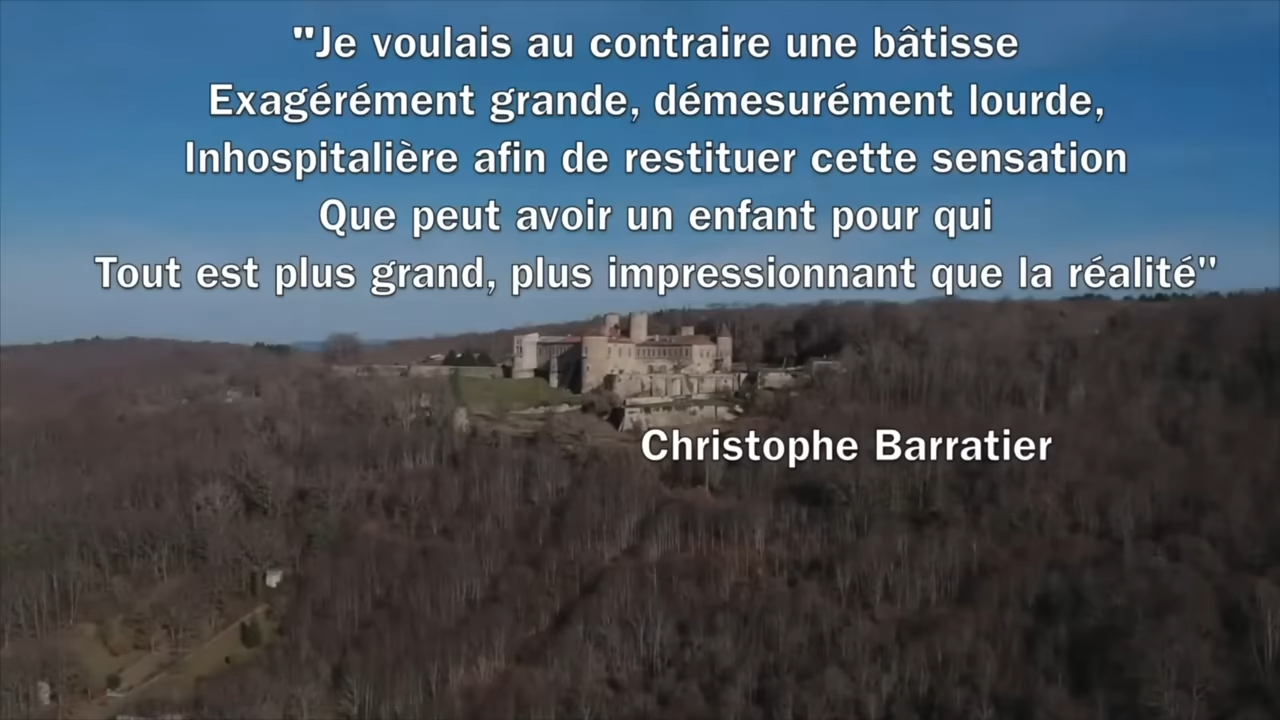 "Je voulais au contraire une bâtisse
Exagérément grande, démesurément lourde,
Inhospitalière afin de restituer cette sensation
Que peut avoir un enfant pour qui
Tout est plus grand, plus impressionnant que la réalité"
Christophe Barratier